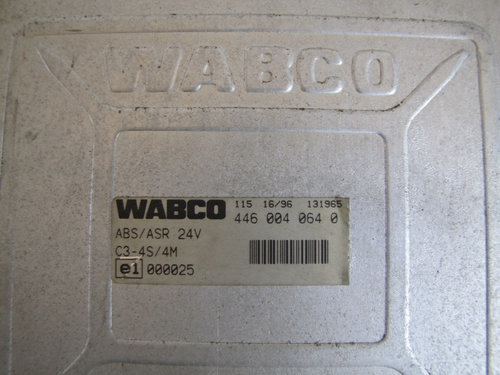 WABCO
WABCO 115 16/96 131965
446 004 064 0
ABS/ASR 24V
C3-4S/4M
e1 000025